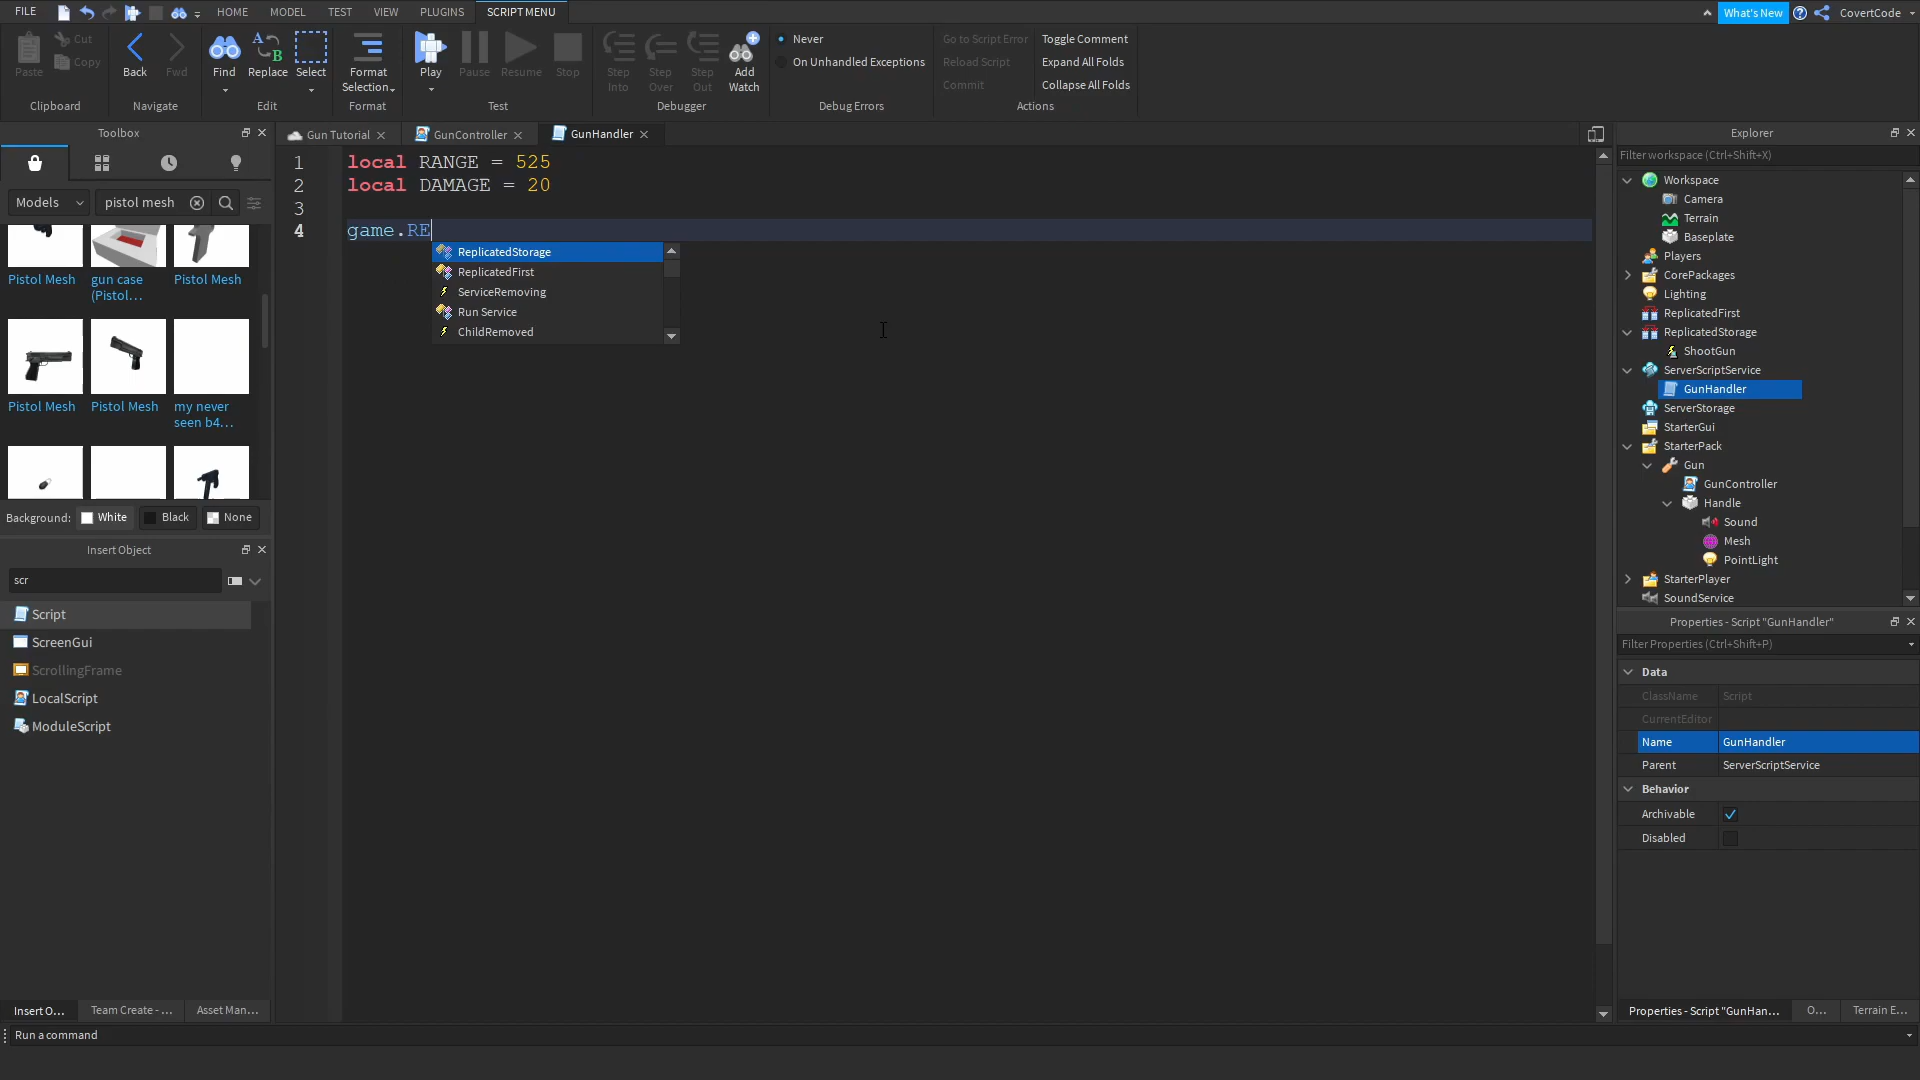 FILE
HOME
MODEL
TEST
VIEW
PLUGINS
SCRIPT MENU
What's New
CovertCode
Paste
Cut
Copy
Clipboard
Back
Fwd
Navigate
Find
Replace
Select
Edit
Format
Selection
Format
Play
Pause
Resume
Stop
Test
Step
Into
Step
Over
Step
Out
Add
Watch
Debugger
Never
On Unhandled Exceptions
Debug Errors
Go to Script Error
Reload Script
Commit
Toggle Comment
Expand All Folds
Collapse All Folds
Actions
Toolbox
Models
pistol mesh
Pistol Mesh
gun case
(Pistol...
Pistol Mesh
Pistol Mesh
Pistol Mesh
my never
seen b4...
Background:
White
Black
None
Insert Object
scr
Script
ScreenGui
ScrollingFrame
LocalScript
ModuleScript
Insert O...
Team Create - ...
Asset Man...
Run a command
Gun Tutorial
GunController
GunHandler
1 local RANGE = 525
2 local DAMAGE = 20
3
4 game.RE
ReplicatedStorage
ReplicatedFirst
ServiceRemoving
Run Service
ChildRemoved
Explorer
Filter workspace (Ctrl+Shift+X)
Workspace
Camera
Terrain
Baseplate
Players
CorePackages
Lighting
ReplicatedFirst
ReplicatedStorage
ShootGun
ServerScriptService
GunHandler
ServerStorage
StarterGui
StarterPack
Gun
GunController
Handle
Sound
Mesh
PointLight
StarterPlayer
SoundService
Properties - Script "GunHandler"
Filter Properties (Ctrl+Shift+P)
Data
ClassName Script
CurrentEditor
Name GunHandler
Parent ServerScriptService
Behavior
Archivable
Disabled
Properties - Script "GunHan...
O...
Terrain E...